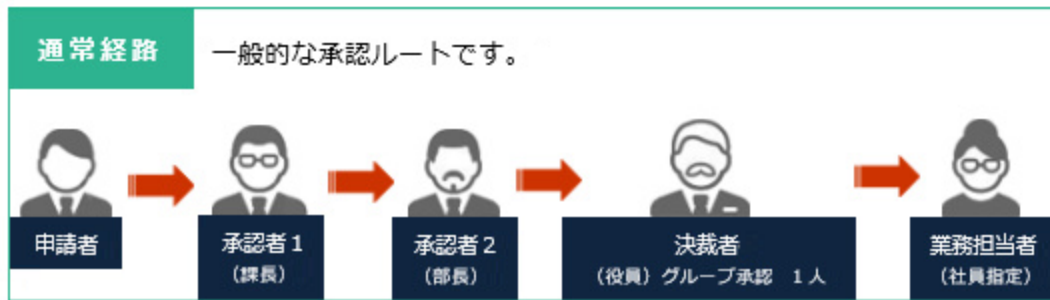 通常経路
一般的な承認ルートです。
申請者
承認者1
(課長)
承認者2
(部長)
決裁者
(役員) グループ承認 1人
業務担当者
(社員指定)